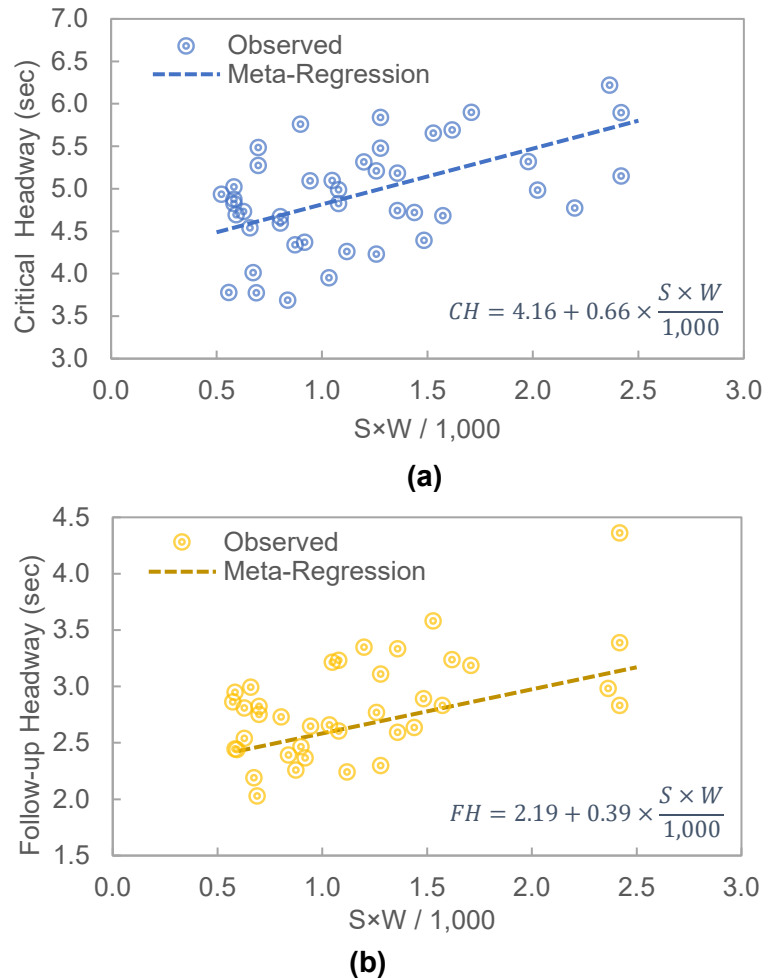 7.0
6.5
6.0
5.5
5.0
4.5
4.0
3.5
3.0
Critical Headway (sec)
Observed
Meta-Regression
CH = 4.16 + 0.66 × S × W / 1,000
0.0 0.5 1.0 1.5 2.0 2.5 3.0
S×W / 1,000
(a)
4.5
4.0
3.5
3.0
2.5
2.0
1.5
Follow-up Headway (sec)
Observed
Meta-Regression
FH = 2.19 + 0.39 × S × W / 1,000
0.0 0.5 1.0 1.5 2.0 2.5 3.0
S×W / 1,000
(b)